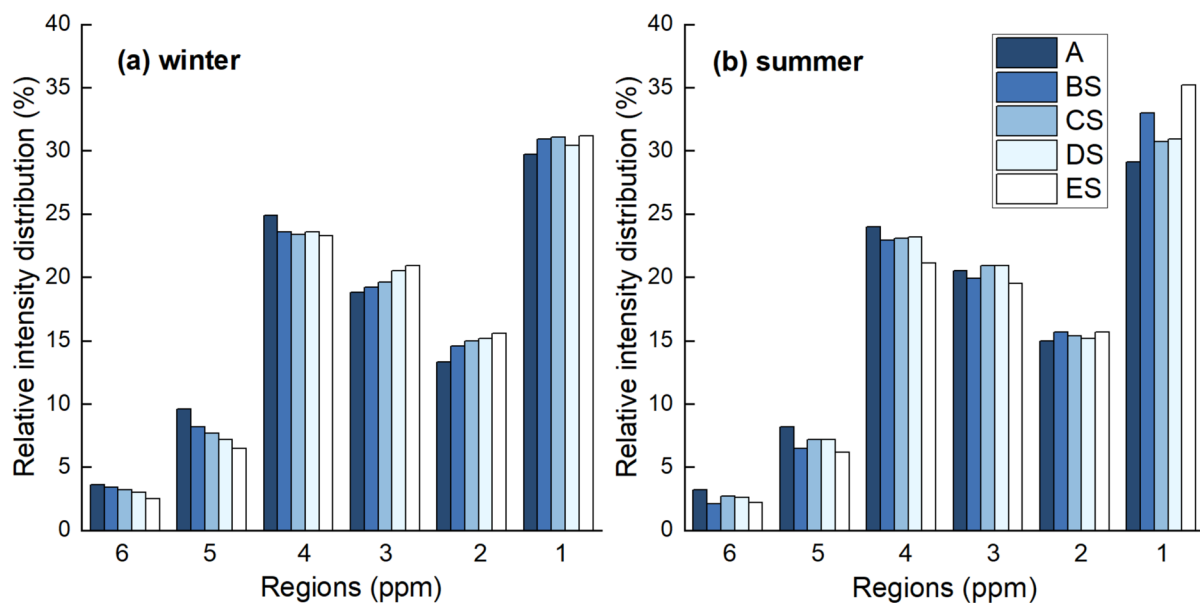 (a) winter
Relative intensity distribution (%)
40
35
30
25
20
15
10
5
0
6 5 4 3 2 1
Regions (ppm)
(b) summer
Relative intensity distribution (%)
40
35
30
25
20
15
10
5
0
6 5 4 3 2 1
Regions (ppm)
A
BS
CS
DS
ES